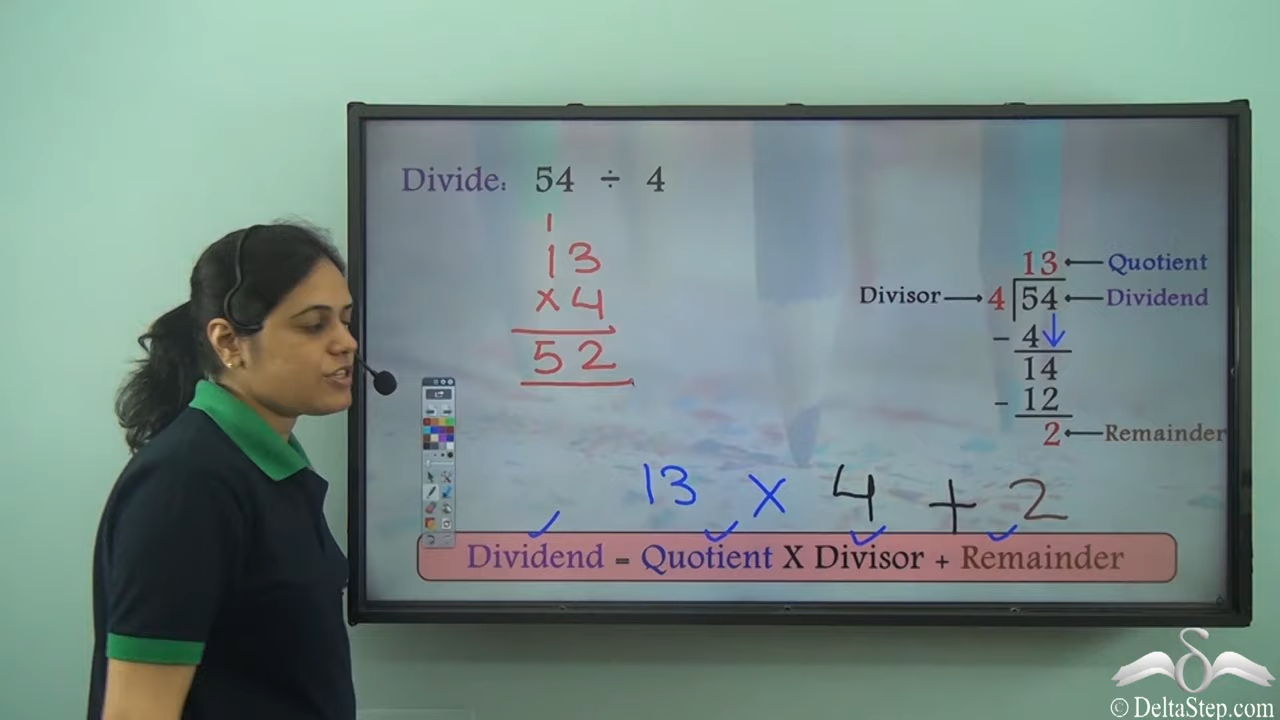 Divide: 54 ÷ 4
1
13
x 4
52
13 ← Quotient
Divisor → 4 54 ← Dividend
- 4
14
- 12
2 ← Remainder
13 x 4 + 2
Dividend = Quotient X Divisor + Remainder
© DeltaStep.com